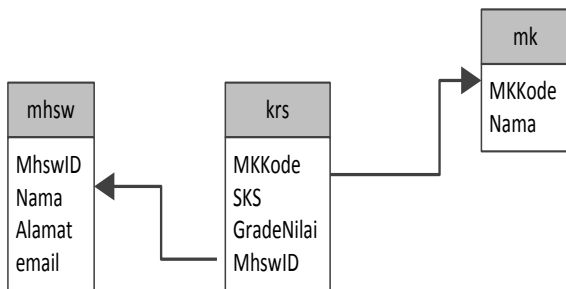 mhsw
MhswID
Nama
Alamat
email
krs
MKKode
SKS
GradeNilai
MhswID
mk
MKKode
Nama